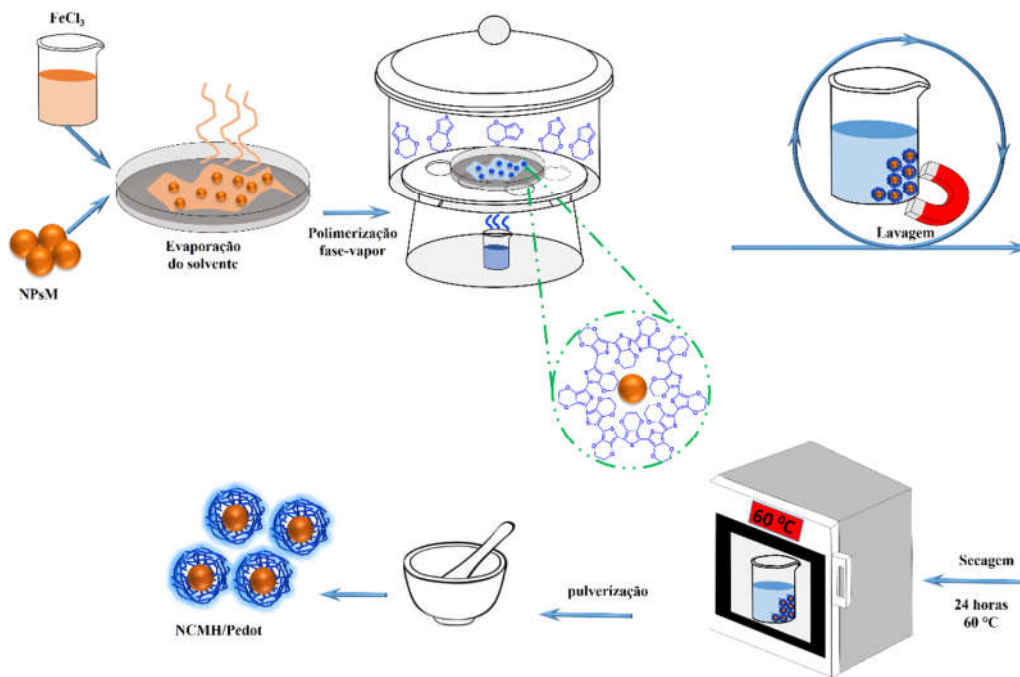 FeCl₃
NPsM
Evaporação
do solvente
Polimerização
fase-vapor
Lavagem
Secagem
24 horas
60 °C
60 °C
pulverização
NCMH/Pedot